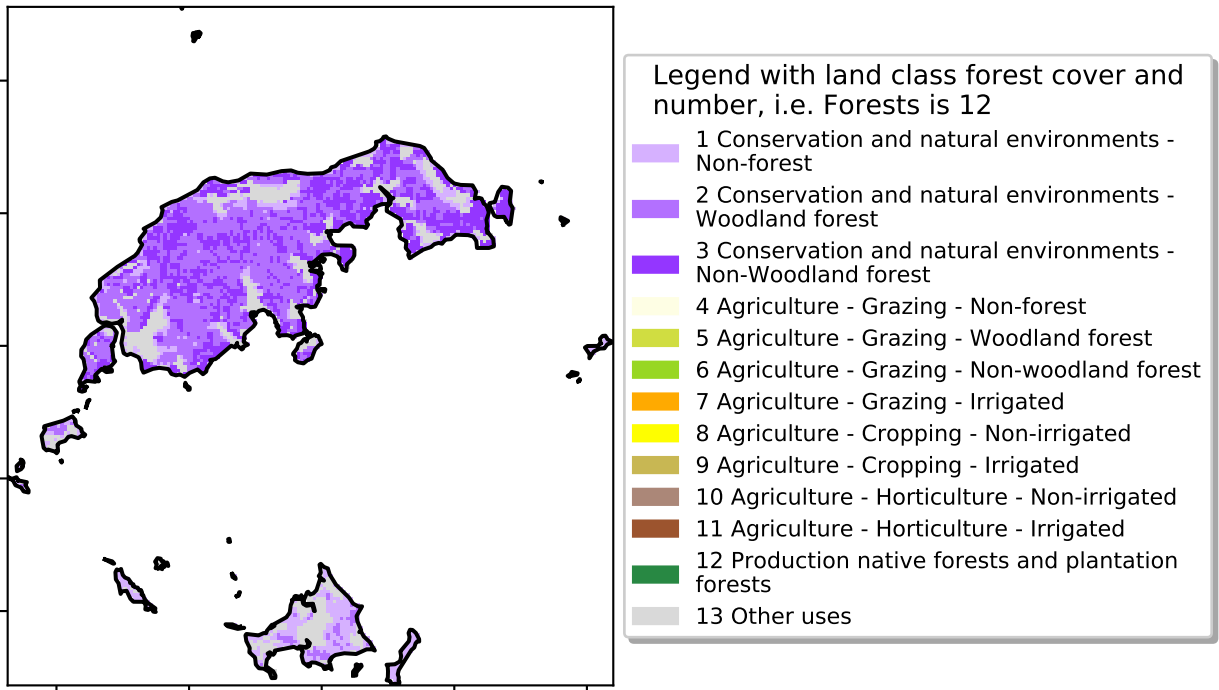 Legend with land class forest cover and
number, i.e. Forests is 12
1 Conservation and natural environments -
Non-forest
2 Conservation and natural environments -
Woodland forest
3 Conservation and natural environments -
Non-Woodland forest
4 Agriculture - Grazing - Non-forest
5 Agriculture - Grazing - Woodland forest
6 Agriculture - Grazing - Non-woodland forest
7 Agriculture - Grazing - Irrigated
8 Agriculture - Cropping - Non-irrigated
9 Agriculture - Cropping - Irrigated
10 Agriculture - Horticulture - Non-irrigated
11 Agriculture - Horticulture - Irrigated
12 Production native forests and plantation
forests
13 Other uses